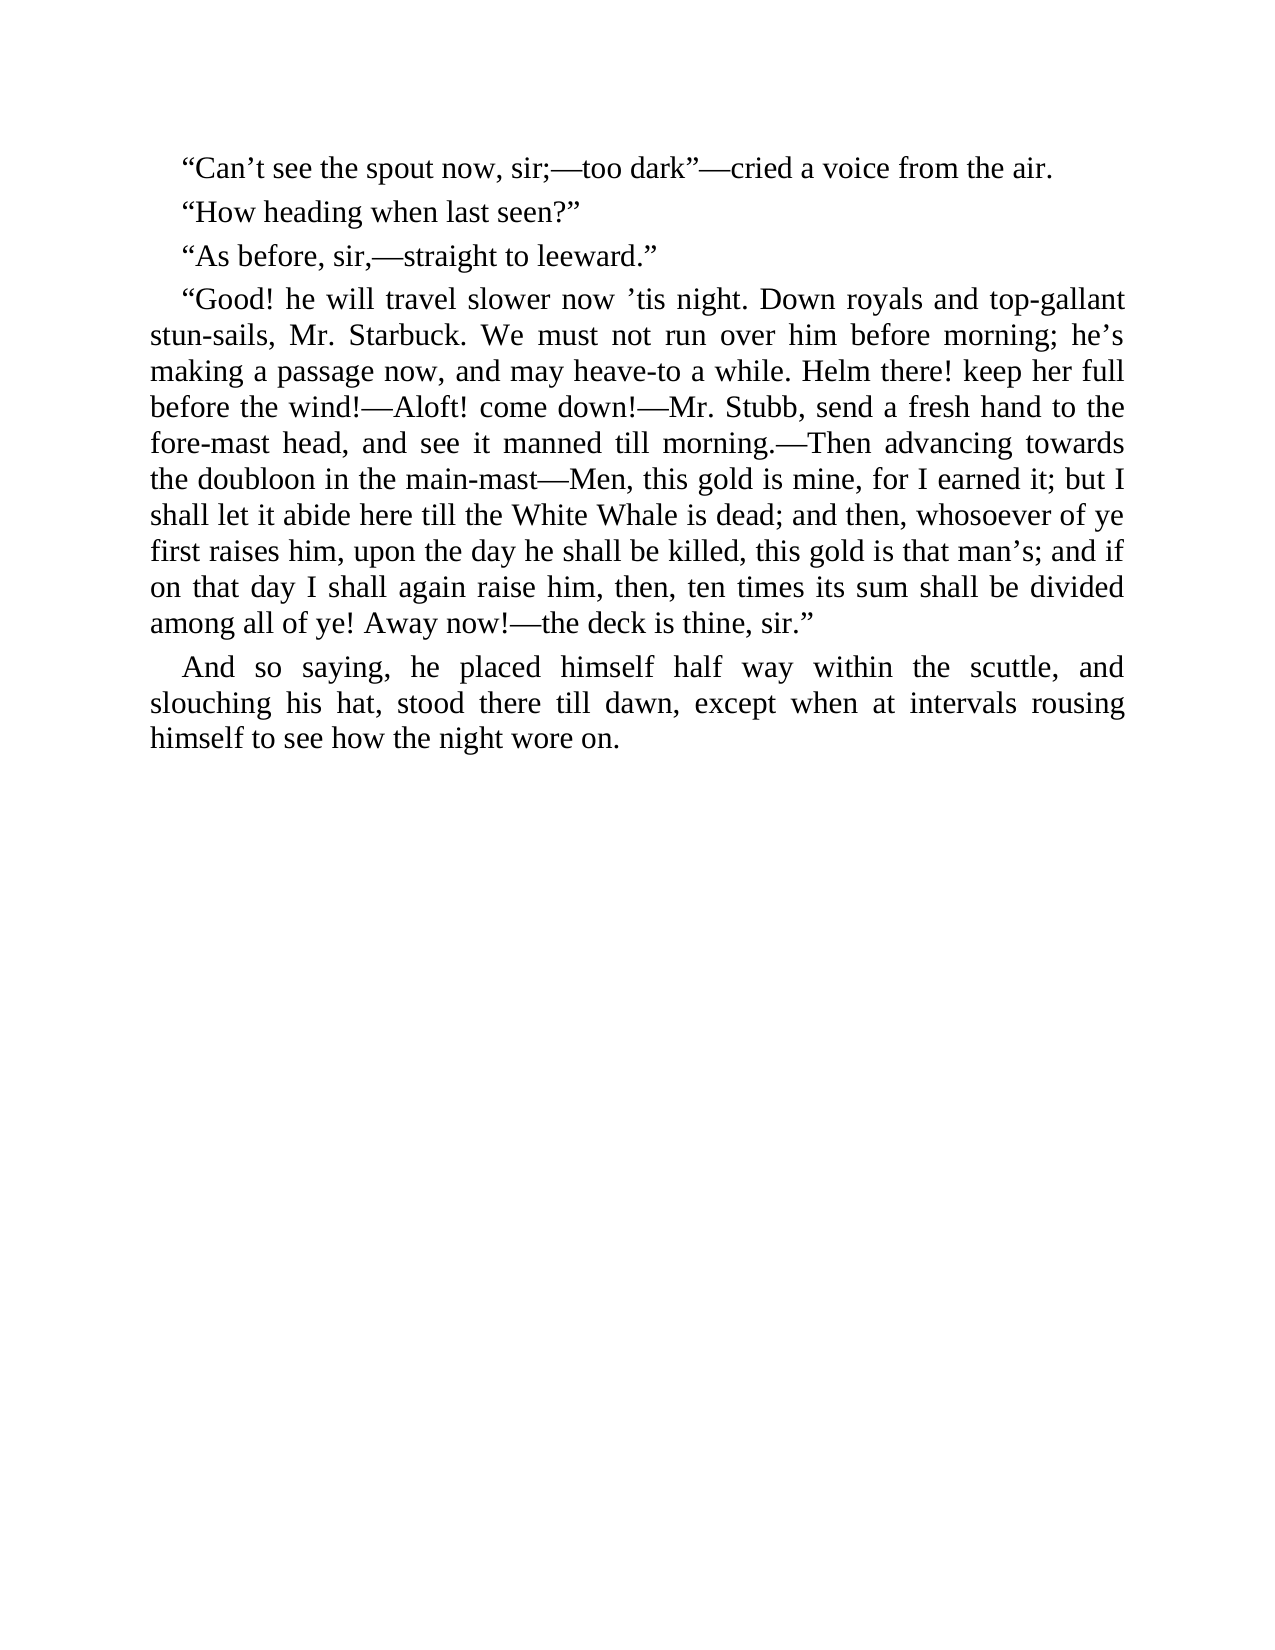 “Can’t see the spout now, sir;—too dark”—cried a voice from the air.
“How heading when last seen?”
“As before, sir,—straight to leeward.”
“Good! he will travel slower now ’tis night. Down royals and top-gallant
stun-sails, Mr. Starbuck. We must not run over him before morning; he’s
making a passage now, and may heave-to a while. Helm there! keep her full
before the wind!—Aloft! come down!—Mr. Stubb, send a fresh hand to the
fore-mast head, and see it manned till morning.—Then advancing towards
the doubloon in the main-mast—Men, this gold is mine, for I earned it; but I
shall let it abide here till the White Whale is dead; and then, whosoever of ye
first raises him, upon the day he shall be killed, this gold is that man’s; and if
on that day I shall again raise him, then, ten times its sum shall be divided
among all of ye! Away now!—the deck is thine, sir.”
And so saying, he placed himself half way within the scuttle, and
slouching his hat, stood there till dawn, except when at intervals rousing
himself to see how the night wore on.